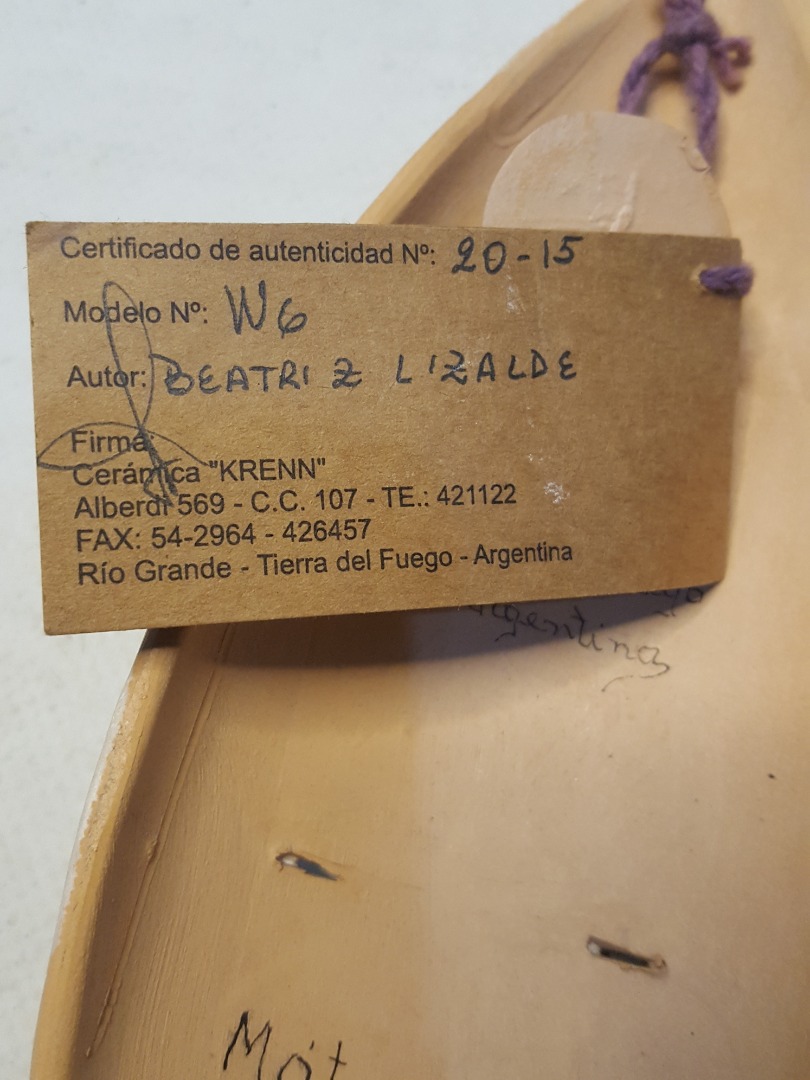 Certificado de autenticidad Nº: 20-15
Modelo Nº: W6
Autor: BEATRIZ LIZALDE
Firma:
Cerámica "KRENN"
Alberdi 569 - C.C. 107 - TE.: 421122
FAX: 54-2964 - 426457
Río Grande - Tierra del Fuego - Argentina
Argentina